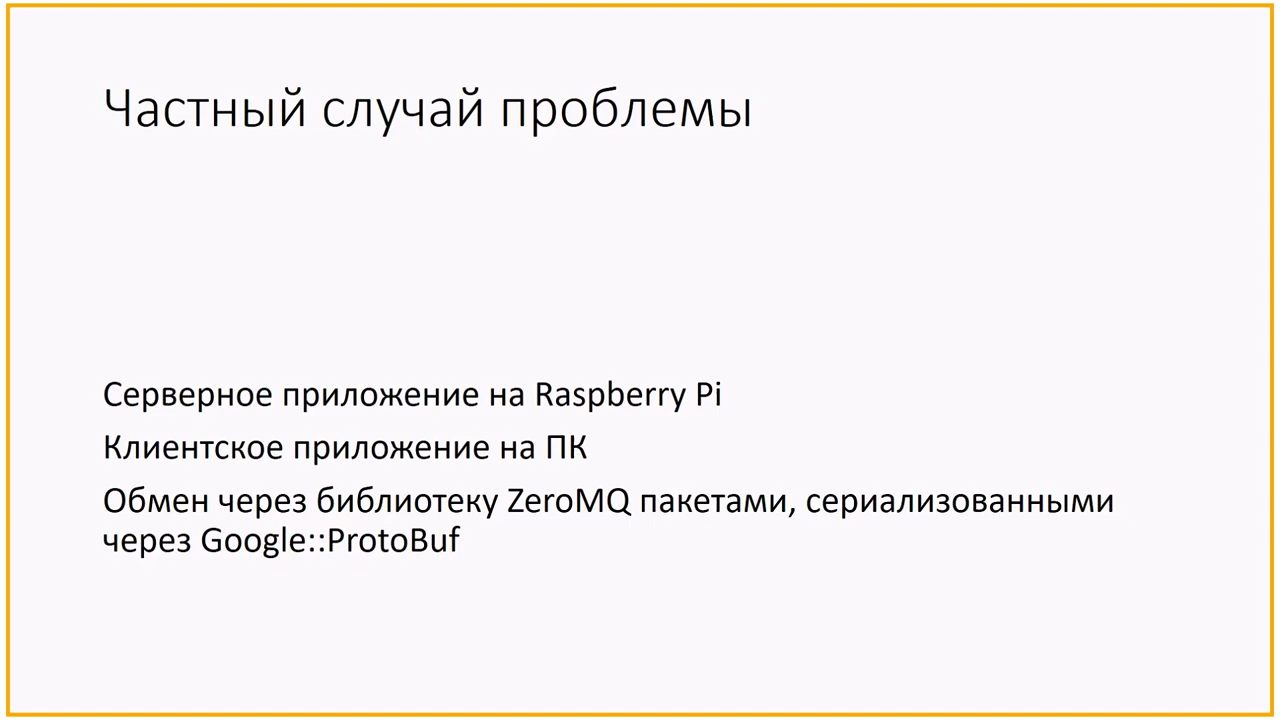 Частный случай проблемы
Серверное приложение на Raspberry Pi
Клиентское приложение на ПК
Обмен через библиотеку ZeroMQ пакетами, сериализованными
через Google::ProtoBuf